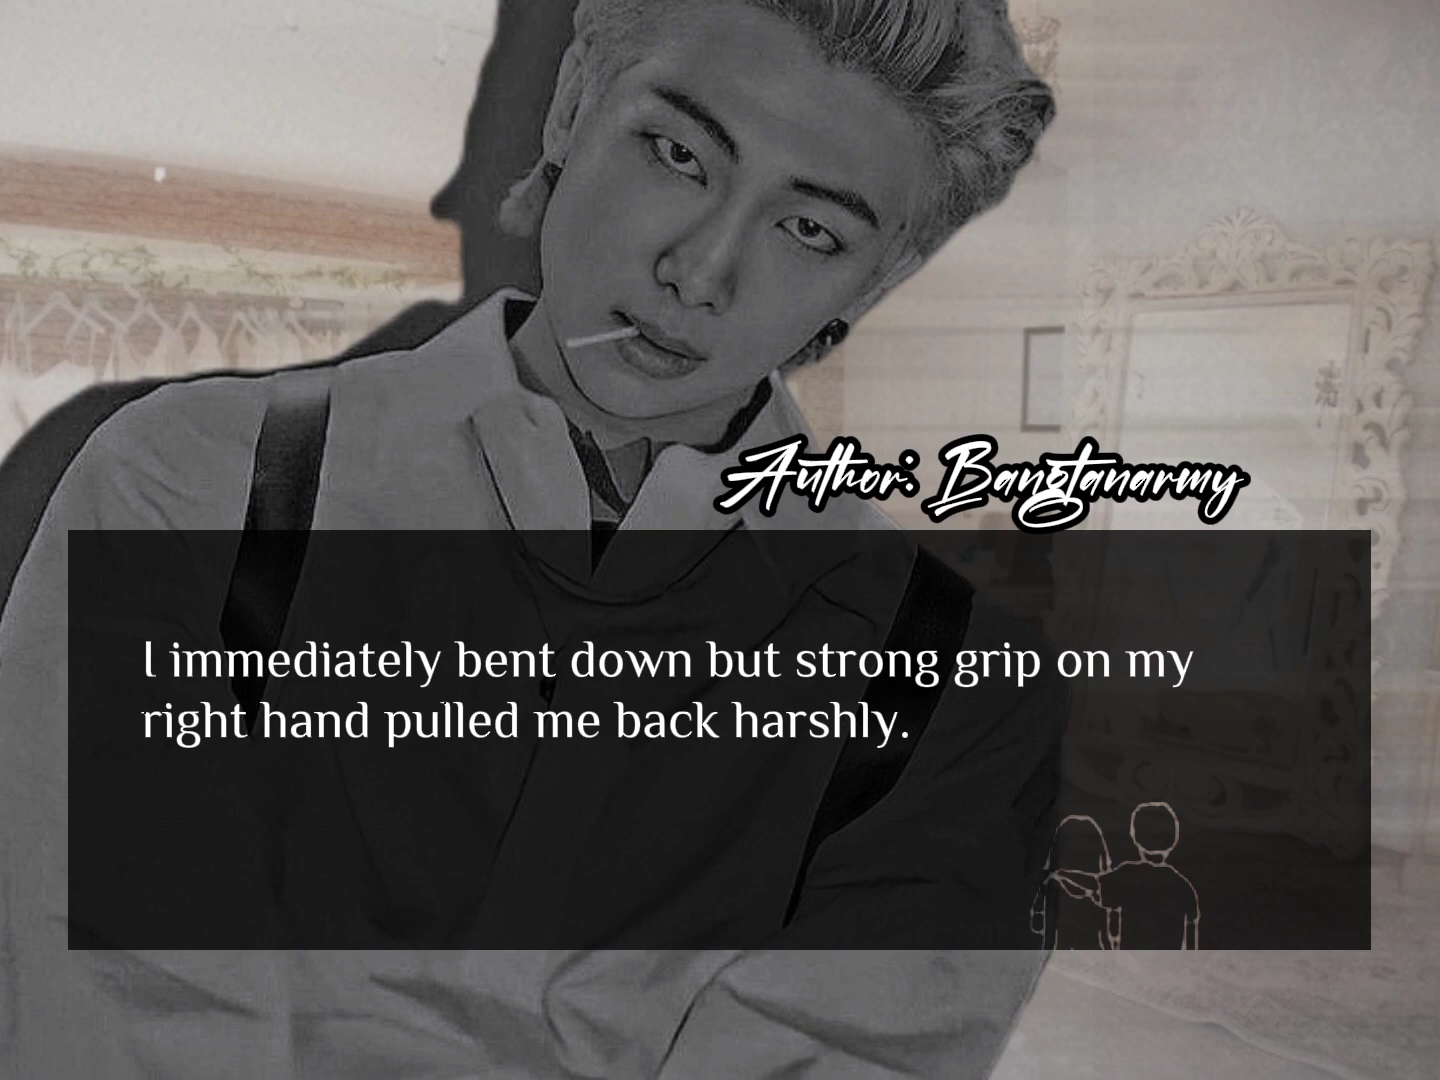 Author: Bangtanarmy
I immediately bent down but strong grip on my
right hand pulled me back harshly.